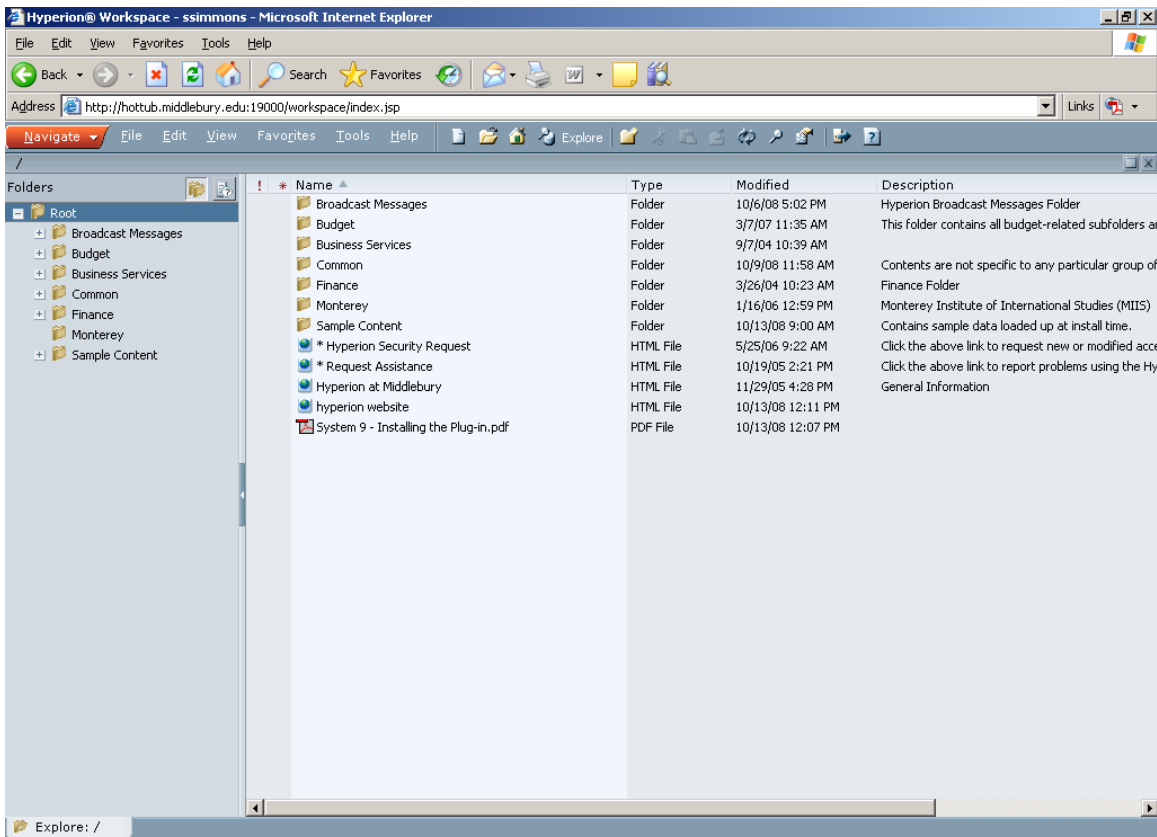 Hyperion® Workspace - ssimmons - Microsoft Internet Explorer
File Edit View Favorites Tools Help
Back Search Favorites
Address http://hottub.middlebury.edu:19000/workspace/index.jsp Links
Navigate File Edit View Favorites Tools Help Explore
/
Folders
Root
Broadcast Messages
Budget
Business Services
Common
Finance
Monterey
Sample Content
! * Name Type Modified Description
Broadcast Messages Folder 10/6/08 5:02 PM Hyperion Broadcast Messages Folder
Budget Folder 3/7/07 11:35 AM This folder contains all budget-related subfolders a
Business Services Folder 9/7/04 10:39 AM
Common Folder 10/9/08 11:58 AM Contents are not specific to any particular group of
Finance Folder 3/26/04 10:23 AM Finance Folder
Monterey Folder 1/16/06 12:59 PM Monterey Institute of International Studies (MIIS)
Sample Content Folder 10/13/08 9:00 AM Contains sample data loaded up at install time.
* Hyperion Security Request HTML File 5/25/06 9:22 AM Click the above link to request new or modified acce
* Request Assistance HTML File 10/19/05 2:21 PM Click the above link to report problems using the Hy
Hyperion at Middlebury HTML File 11/29/05 4:28 PM General Information
hyperion website HTML File 10/13/08 12:11 PM
System 9 - Installing the Plug-in.pdf PDF File 10/13/08 12:07 PM
Explore: /